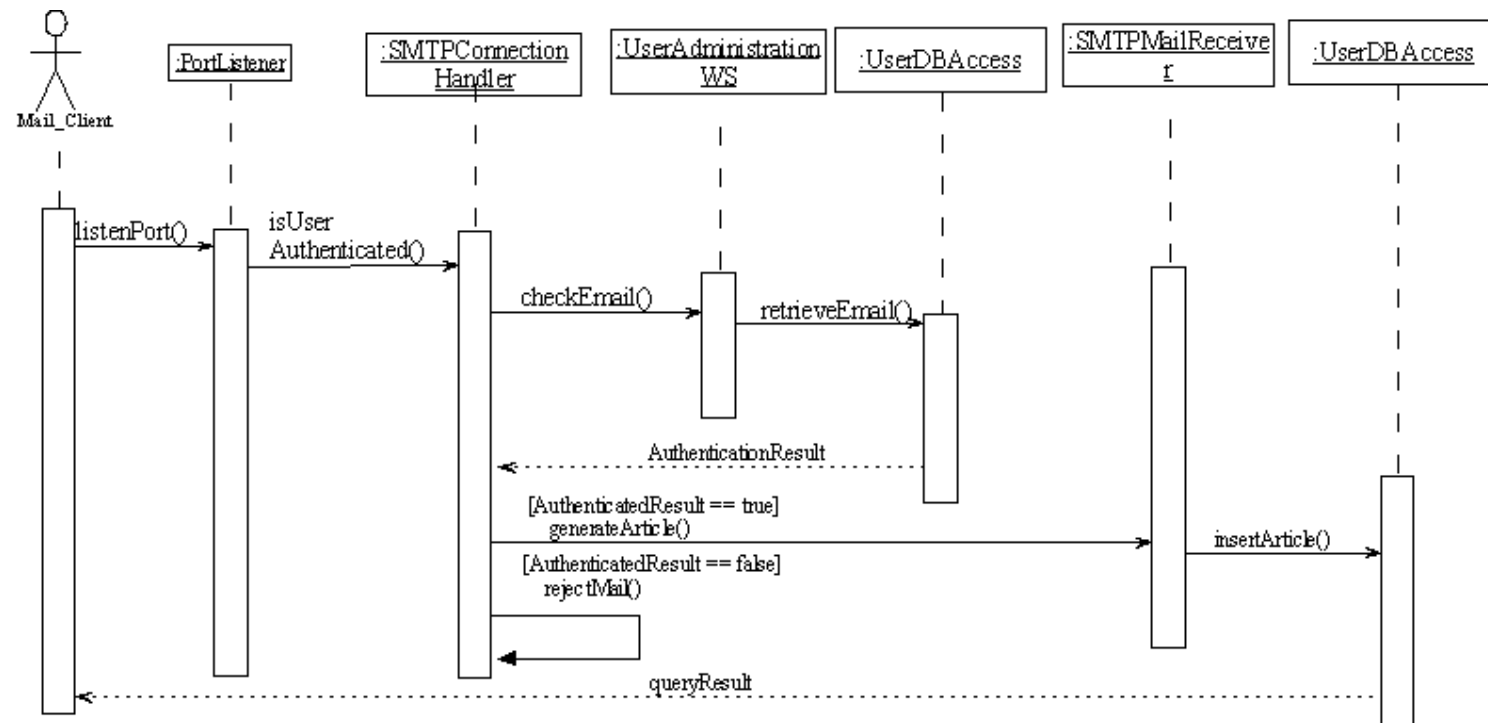 Mail_Client
:PortListener
:SMTPConnection
Handler
:UserAdministration
WS
:UserDBAccess
:SMTPMailReceive
r
:UserDBAccess
listenPort()
isUser
Authenticated()
checkEmail()
retrieveEmail()
AuthenticationResult
[AuthenticatedResult == true]
generateArticle()
insertArticle()
[AuthenticatedResult == false]
rejectMail()
queryResult